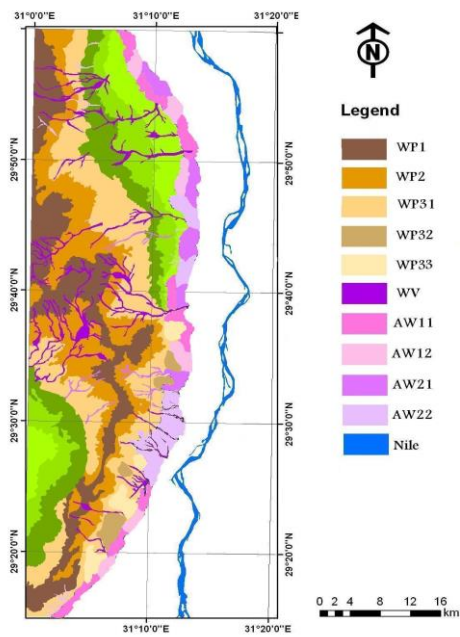 31°0'0"E 31°10'0"E 31°20'0"E
N
Legend
WP1
WP2
WP31
WP32
WP33
WV
AW11
AW12
AW21
AW22
Nile
29°50'0"N 29°50'0"N
29°40'0"N 29°40'0"N
29°30'0"N 29°30'0"N
29°20'0"N 29°20'0"N
31°10'0"E 31°20'0"E
0 2 4 8 12 16
km